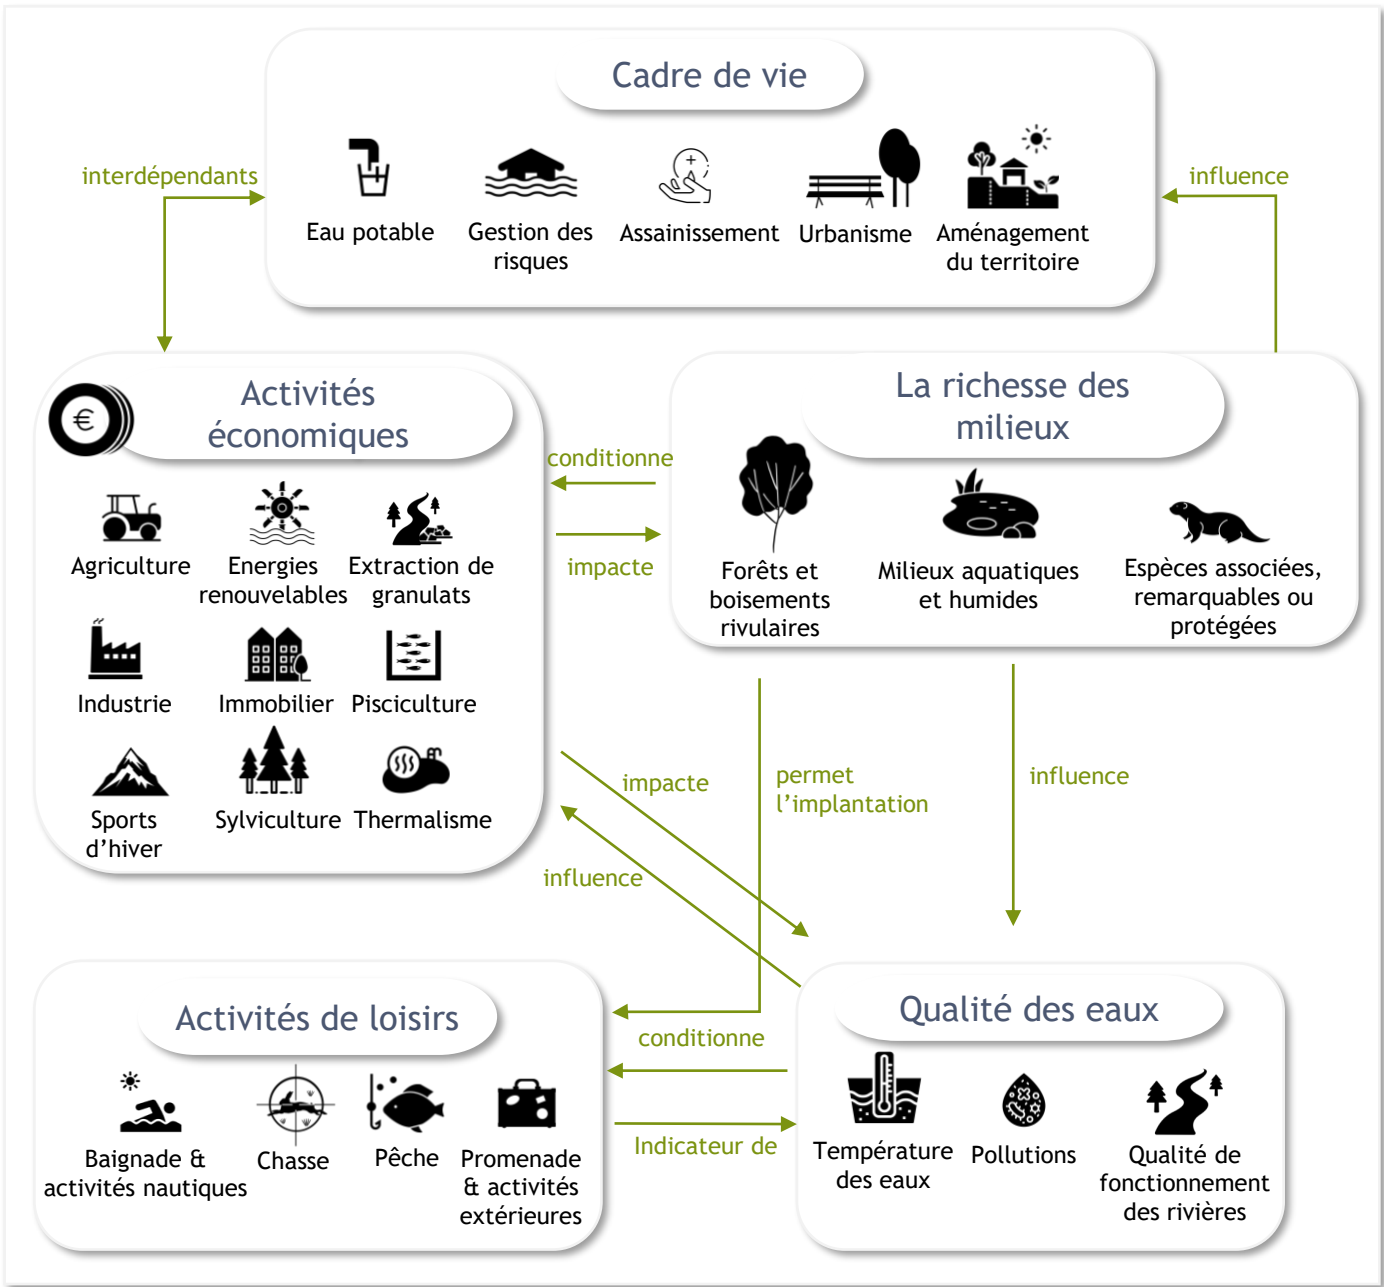 Cadre de vie
interdépendants
influence
Eau potable
Gestion des
risques
Assainissement
Urbanisme
Aménagement
du territoire
Activités
économiques
€
Agriculture
Energies
renouvelables
Extraction de
granulats
Industrie
Immobilier
Pisciculture
Sports
d’hiver
Sylviculture
Thermalisme
conditionne
impacte
La richesse des
milieux
Forêts et
boisements
rivulaires
Milieux aquatiques
et humides
Espèces associées,
remarquables ou
protégées
impacte
influence
permet
l’implantation
influence
Activités de loisirs
Baignade &
activités nautiques
Chasse
Pêche
Promenade
& activités
extérieures
conditionne
Indicateur de
Qualité des eaux
Température
des eaux
Pollutions
Qualité de
fonctionnement
des rivières